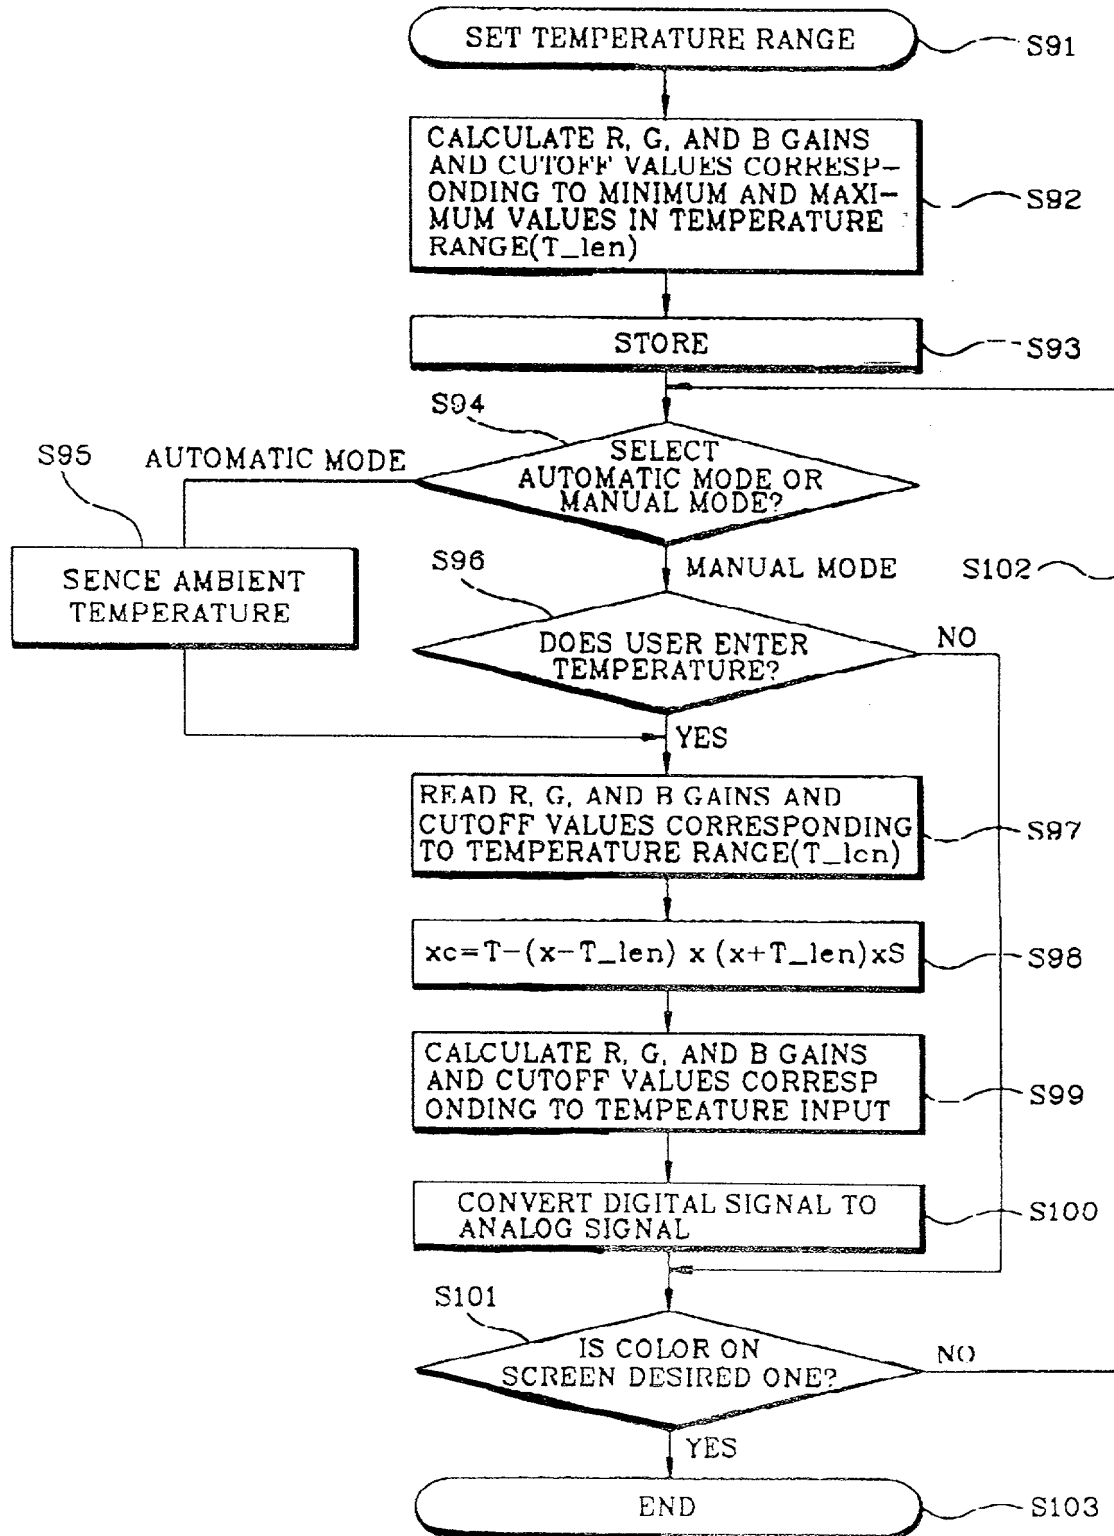 SET TEMPERATURE RANGE
S91
CALCULATE R, G, AND B GAINS
AND CUTOFF VALUES CORRESP-
ONDING TO MINIMUM AND MAXI-
MUM VALUES IN TEMPERATURE
RANGE(T_len)
S92
STORE
S93
S94
SELECT
AUTOMATIC MODE OR
MANUAL MODE?
AUTOMATIC MODE
S95
SENCE AMBIENT
TEMPERATURE
MANUAL MODE
S96
S102
DOES USER ENTER
TEMPERATURE?
NO
YES
READ R, G, AND B GAINS AND
CUTOFF VALUES CORRESPONDING
TO TEMPERATURE RANGE(T_len)
S97
xc=T-(x-T_len) x (x+T_len)xS
S98
CALCULATE R, G, AND B GAINS
AND CUTOFF VALUES CORRESP
ONDING TO TEMPEATURE INPUT
S99
CONVERT DIGITAL SIGNAL TO
ANALOG SIGNAL
S100
S101
IS COLOR ON
SCREEN DESIRED ONE?
NO
YES
END
S103